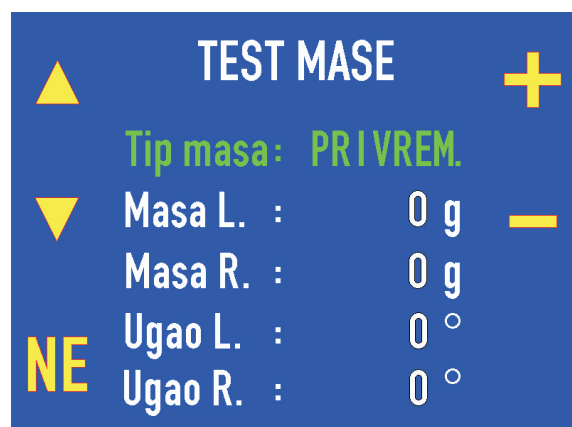 TEST MASE
Tip masa: PRIVREM.
Masa L. : 0 g
Masa R. : 0 g
Ugao L. : 0 °
Ugao R. : 0 °
NE
+
−